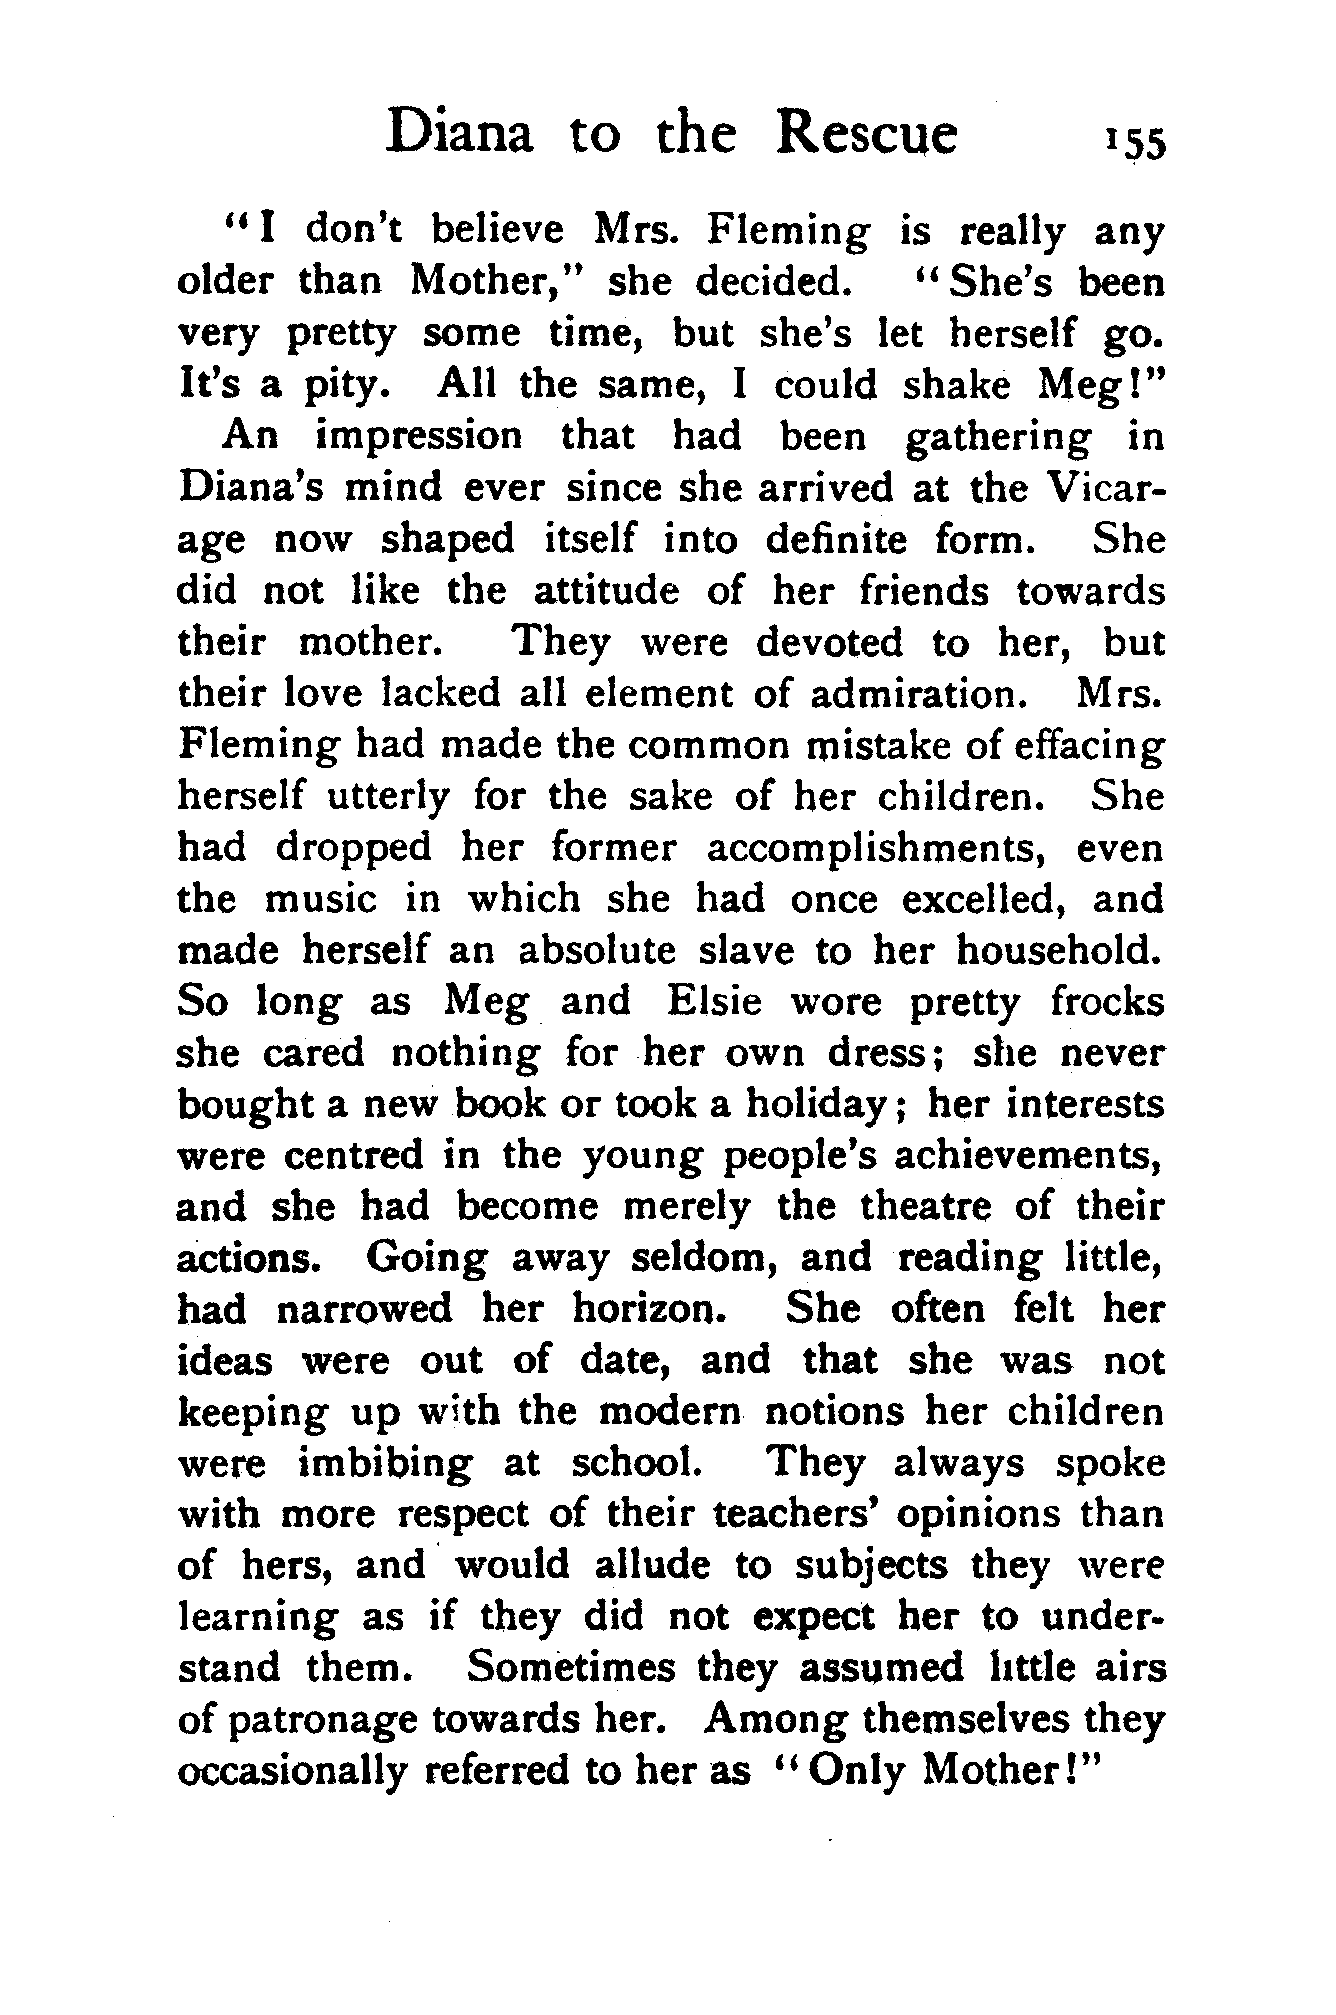 Diana to the Rescue 155
"I don't believe Mrs. Fleming is really any
older than Mother," she decided. "She's been
very pretty some time, but she's let herself go.
It's a pity. All the same, I could shake Meg!"
An impression that had been gathering in
Diana's mind ever since she arrived at the Vicar-
age now shaped itself into definite form. She
did not like the attitude of her friends towards
their mother. They were devoted to her, but
their love lacked all element of admiration. Mrs.
Fleming had made the common mistake of effacing
herself utterly for the sake of her children. She
had dropped her former accomplishments, even
the music in which she had once excelled, and
made herself an absolute slave to her household.
So long as Meg and Elsie wore pretty frocks
she cared nothing for her own dress; she never
bought a new book or took a holiday; her interests
were centred in the young people's achievements,
and she had become merely the theatre of their
actions. Going away seldom, and reading little,
had narrowed her horizon. She often felt her
ideas were out of date, and that she was not
keeping up with the modern notions her children
were imbibing at school. They always spoke
with more respect of their teachers' opinions than
of hers, and would allude to subjects they were
learning as if they did not expect her to under-
stand them. Sometimes they assumed little airs
of patronage towards her. Among themselves they
occasionally referred to her as "Only Mother!"